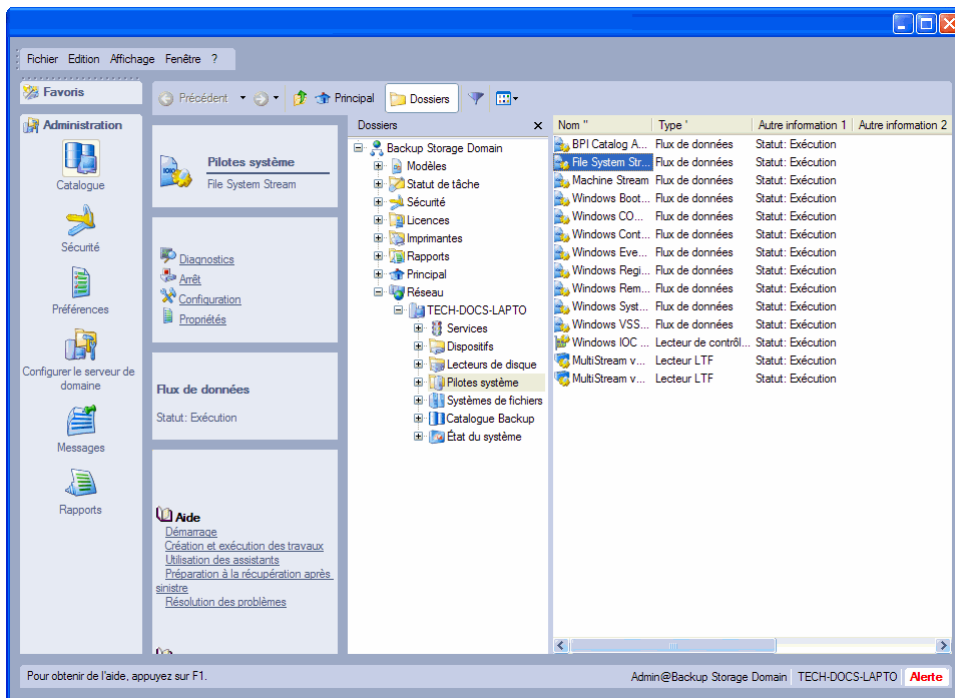 Fichier Edition Affichage Fenêtre ?
Favoris
Précédent Principal Dossiers
Administration
Catalogue
Sécurité
Préférences
Configurer le serveur de
domaine
Messages
Rapports
Pilotes système
File System Stream
Diagnostics
Arrêt
Configuration
Propriétés
Flux de données
Statut: Exécution
Aide
Démarrage
Création et exécution des travaux
Utilisation des assistants
Préparation à la récupération après
sinistre
Résolution des problèmes
Dossiers
Backup Storage Domain
Modèles
Statut de tâche
Sécurité
Licences
Imprimantes
Rapports
Principal
Réseau
TECH-DOCS-LAPTO
Services
Dispositifs
Lecteurs de disque
Pilotes système
Systèmes de fichiers
Catalogue Backup
État du système
Nom " Type ' Autre information 1 Autre information 2
BPI Catalog A... Flux de données Statut: Exécution
File System Str... Flux de données Statut: Exécution
Machine Stream Flux de données Statut: Exécution
Windows Boot... Flux de données Statut: Exécution
Windows CO... Flux de données Statut: Exécution
Windows Cont... Flux de données Statut: Exécution
Windows Eve... Flux de données Statut: Exécution
Windows Regi... Flux de données Statut: Exécution
Windows Rem... Flux de données Statut: Exécution
Windows Syst... Flux de données Statut: Exécution
Windows VSS... Flux de données Statut: Exécution
Windows IOC ... Lecteur de contrôl... Statut: Exécution
MultiStream v... Lecteur LTF Statut: Exécution
MultiStream v... Lecteur LTF Statut: Exécution
Pour obtenir de l'aide, appuyez sur F1.
Admin@Backup Storage Domain TECH-DOCS-LAPTO Alerte